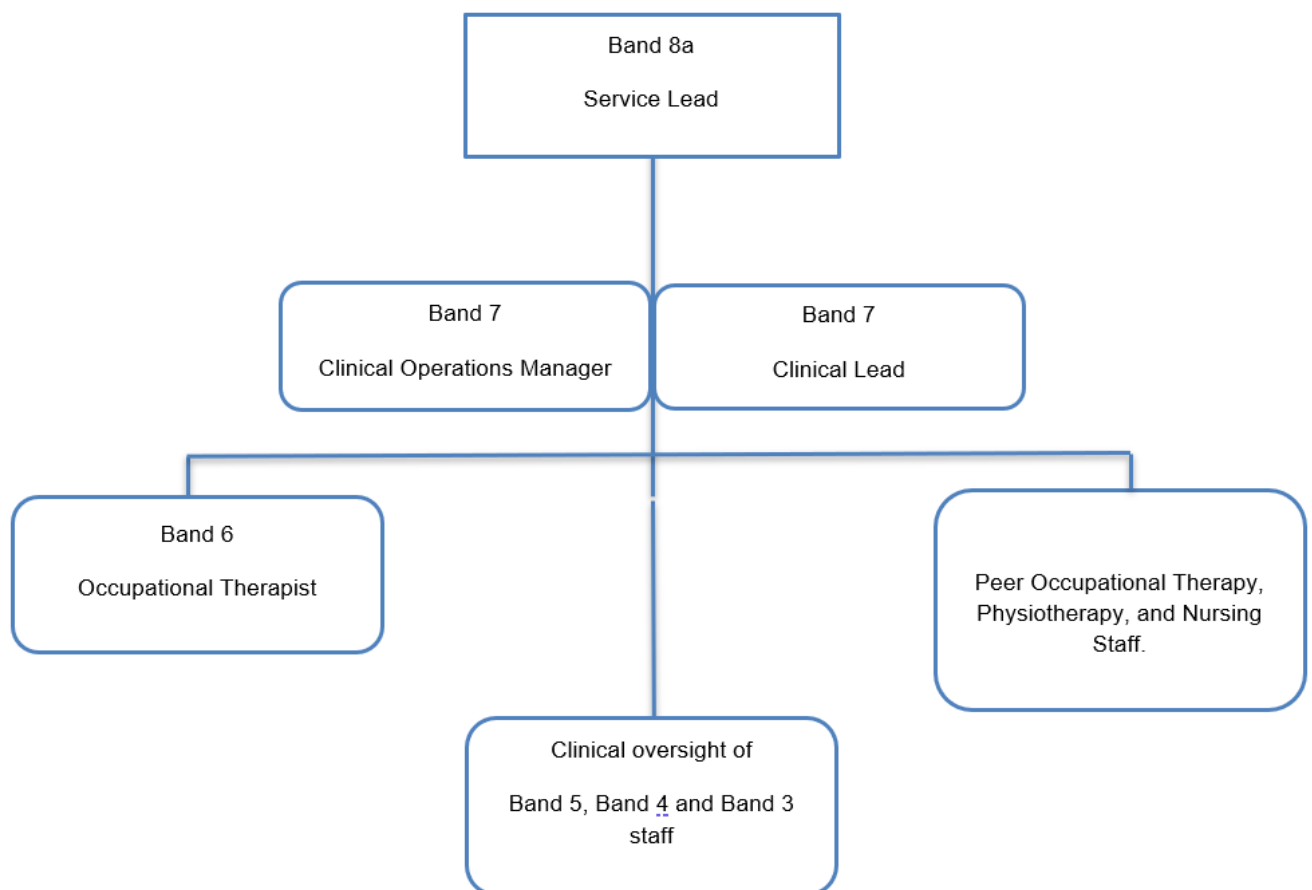 Band 8a
Service Lead
Band 7
Clinical Operations Manager
Band 7
Clinical Lead
Band 6
Occupational Therapist
Peer Occupational Therapy,
Physiotherapy, and Nursing
Staff.
Clinical oversight of
Band 5, Band 4 and Band 3
staff